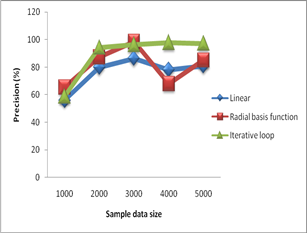 120
100
80
60
40
20
0
Precision (%)
1000 2000 3000 4000 5000
Sample data size
Linear
Radial basis function
Iterative loop